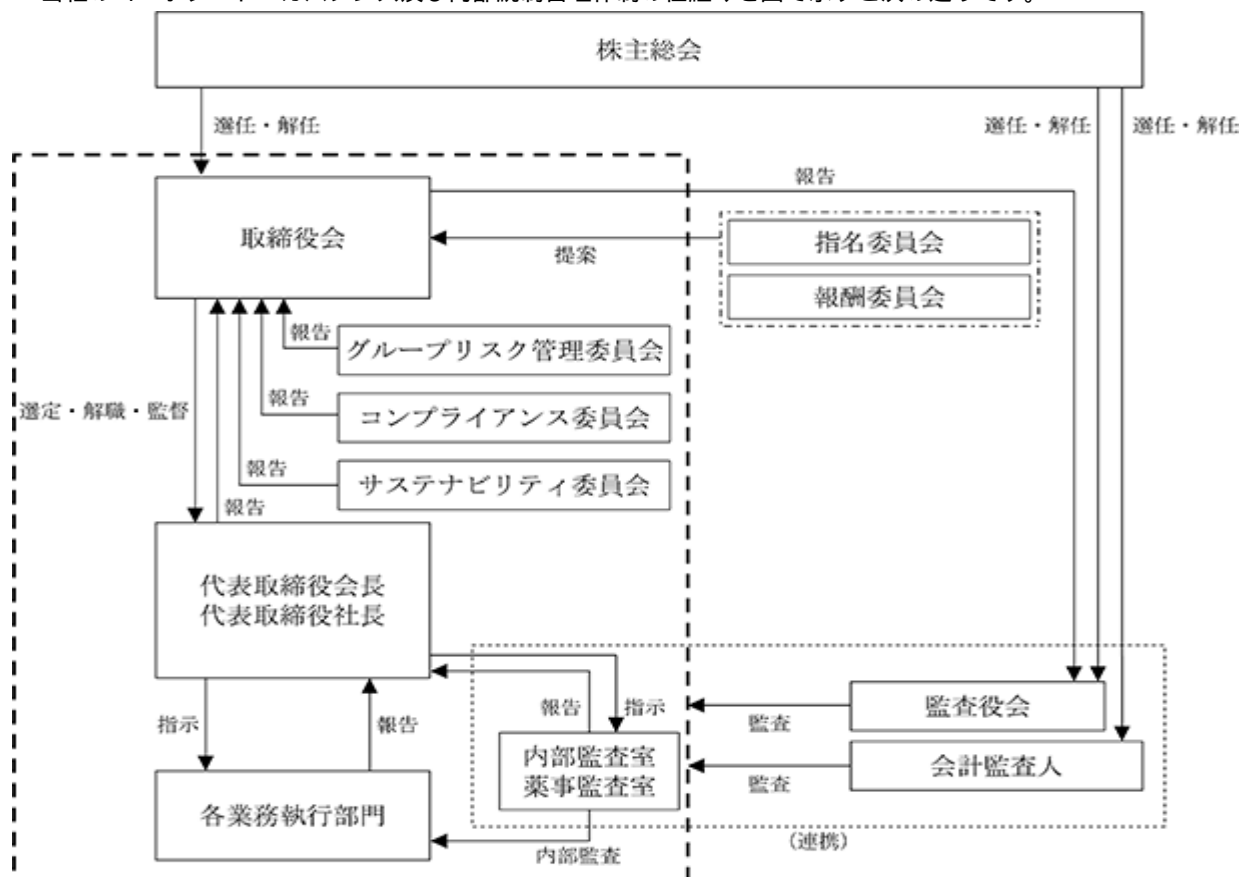 株主総会
選任・解任
選任・解任
選任・解任
取締役会
報告
提案
指名委員会
報酬委員会
報告
グループリスク管理委員会
報告
コンプライアンス委員会
選定・解職・監督
報告
サステナビリティ委員会
報告
代表取締役会長
代表取締役社長
指示
報告
報告
指示
内部監査室
薬事監査室
監査
監査役会
監査
会計監査人
各業務執行部門
内部監査
(連携)